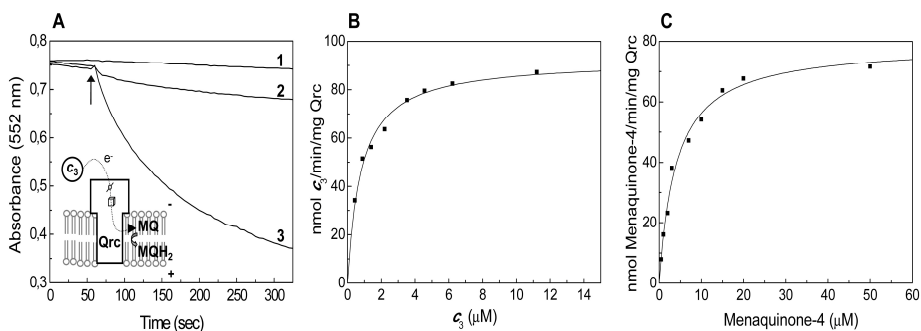 A
Absorbance (552 nm)
0,8
0,7
0,6
0,5
0,4
0,3
0 50 100 150 200 250 300
Time (sec)
1
2
3
c3
e-
Qrc
MQ
MQH2
-
+
B
nmol c3/min/mg Qrc
100
80
60
40
20
0
0 2 4 6 8 10 12 14
c3 (μM)
C
nmol Menaquinone-4/min/mg Qrc
80
60
40
20
0
0 10 20 30 40 50 60
Menaquinone-4 (μM)